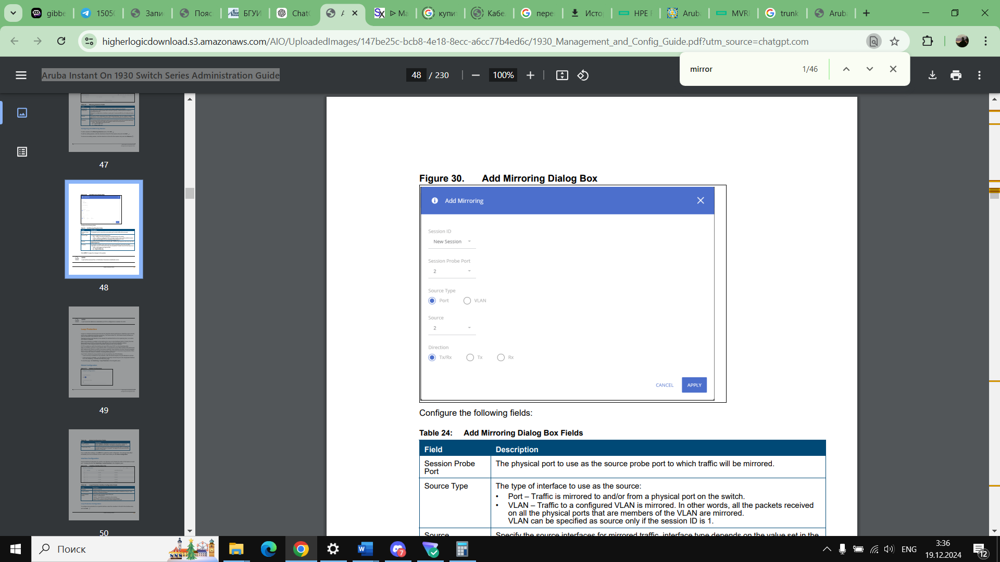 gibbe
1505(
Запи
Пояс
БГУИ
Chat
Ма
купи
Кабе
пере
Исто
HPE
Aruba
MVRI
trunk
Aruba
higherlogicdownload.s3.amazonaws.com/AIO/UploadedImages/147be25c-bcb8-4e18-8ecc-a6cc77b4ed6c/1930_Management_and_Config_Guide.pdf?utm_source=chatgpt.com
mirror
1/46
Aruba Instant On 1930 Switch Series Administration Guide
48 / 230
100%
47
48
49
50
Figure 30. Add Mirroring Dialog Box
Add Mirroring
Session ID
New Session
Session Probe Port
2
Source Type
Port VLAN
Source
2
Direction
Tx/Rx Tx Rx
CANCEL APPLY
Configure the following fields:
Table 24: Add Mirroring Dialog Box Fields
Field Description
Session Probe Port
The physical port to use as the source probe port to which traffic will be mirrored.
Source Type
The type of interface to use as the source:
• Port – Traffic is mirrored to and/or from a physical port on the switch.
• VLAN – Traffic to a configured VLAN is mirrored. In other words, all the packets received
on all the physical ports that are members of the VLAN are mirrored.
VLAN can be specified as source only if the session ID is 1.
Source
Specify the source interfaces for mirrored traffic, interface type depends on the value set in the
Поиск
7
ENG
3:36
19.12.2024
12